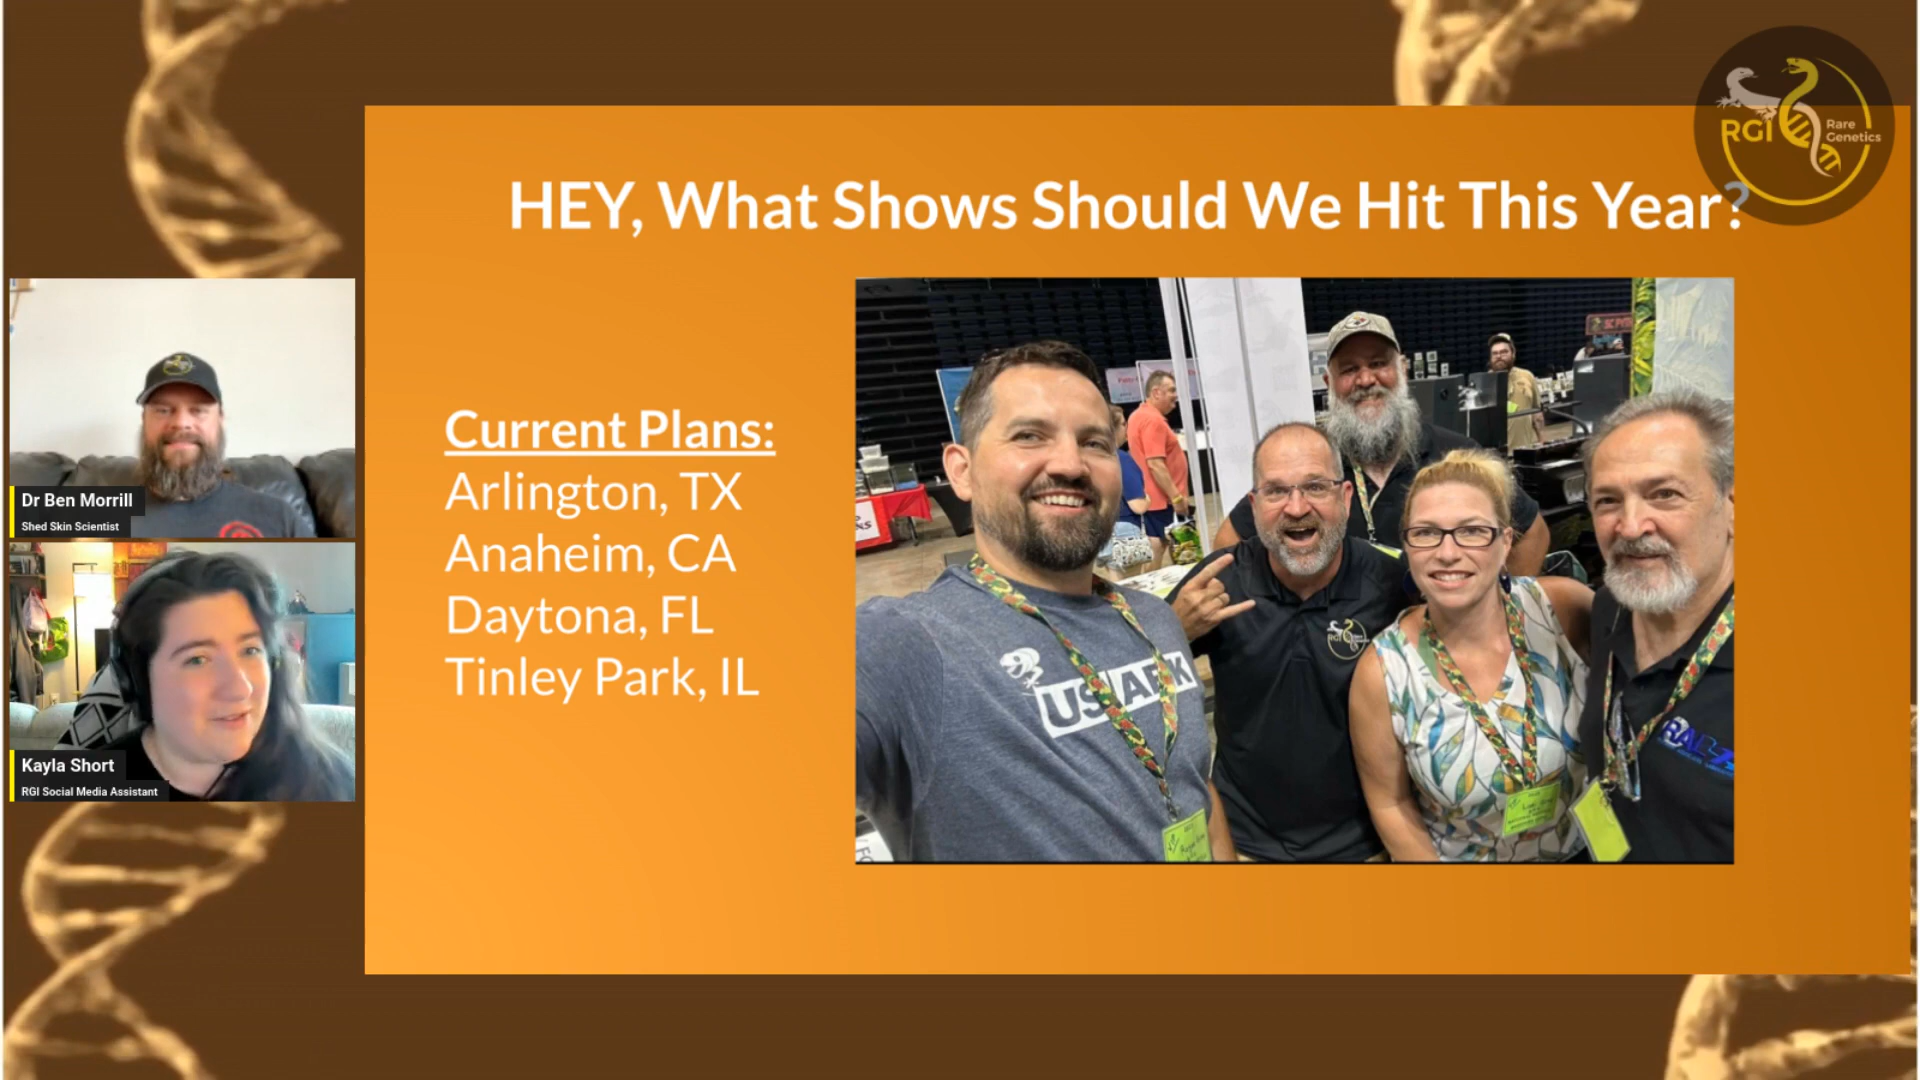 RGI
Rare
Genetics
HEY, What Shows Should We Hit This Year?
Current Plans:
Arlington, TX
Anaheim, CA
Daytona, FL
Tinley Park, IL
USARK
RGI
Dr Ben Morrill
Shed Skin Scientist
Kayla Short
RGI Social Media Assistant